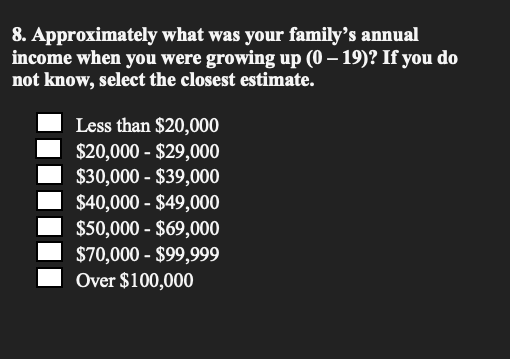 8. Approximately what was your family’s annual
income when you were growing up (0 – 19)? If you do
not know, select the closest estimate.
Less than $20,000
$20,000 - $29,000
$30,000 - $39,000
$40,000 - $49,000
$50,000 - $69,000
$70,000 - $99,999
Over $100,000